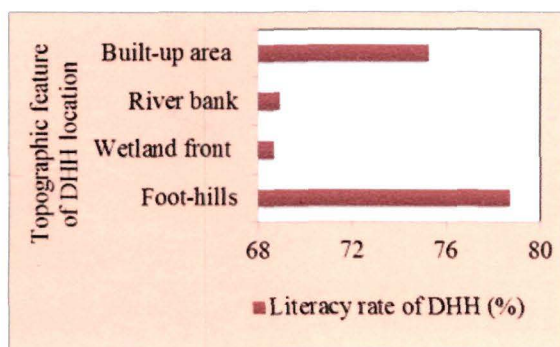 Topographic feature
of DHH location
Built-up area
River bank
Wetland front
Foot-hills
68 72 76 80
Literacy rate of DHH (%)